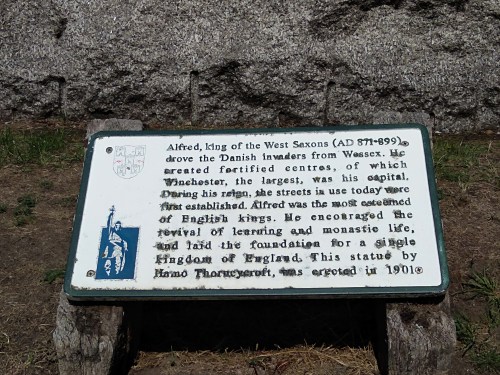 Alfred, king of the West Saxons (AD 871-899),
drove the Danish invaders from Wessex. He
created fortified centres, of which
Winchester, the largest, was his capital.
During his reign, the streets in use today were
first established. Alfred was the most esteemed
of English kings. He encouraged the
revival of learning and monastic life,
and laid the foundation for a single
kingdom of England. This statue by
Hamo Thorneycroft, was erected in 1901